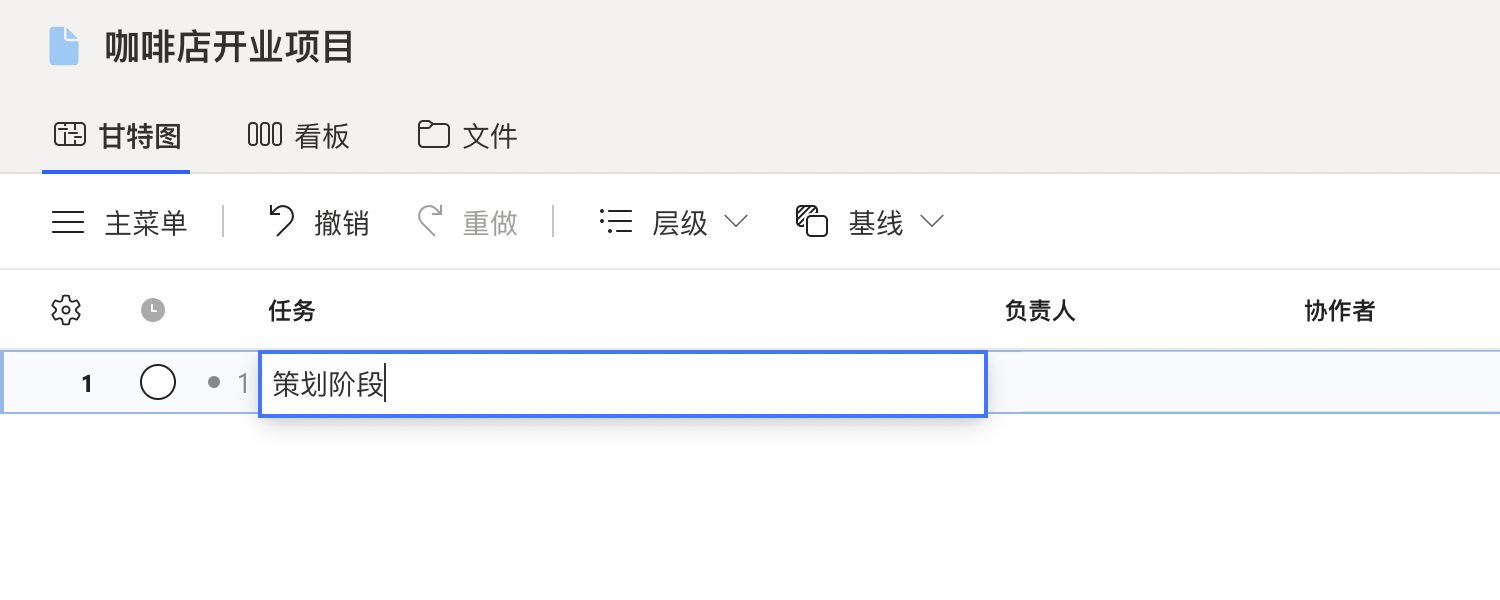 咖啡店开业项目
甘特图 看板 文件
主菜单 撤销 重做 层级 基线
任务 负责人 协作者
1 1 策划阶段